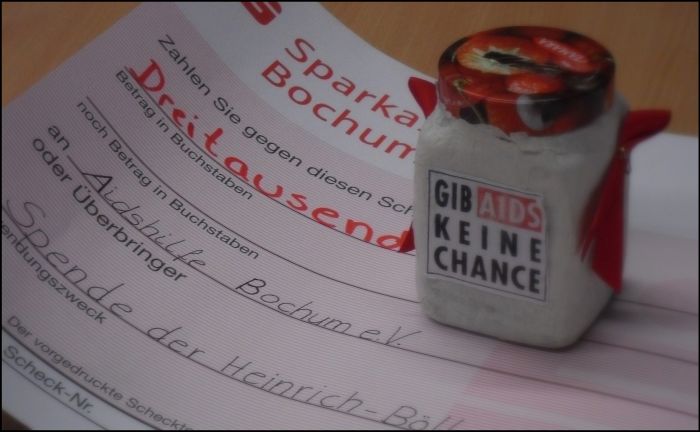 Sparka
Bochum
Zahlen Sie gegen diesen Sch
Dreitausend
Betrag in Buchstaben
noch Betrag in Buchstaben
an Aidshilfe Bochum e.V.
oder Überbringer
Spende der Heinrich-Böll
endungszweck
Der vorgedruckte Schecktе
Scheck-Nr.
GIB AIDS
KEINE
CHANCE